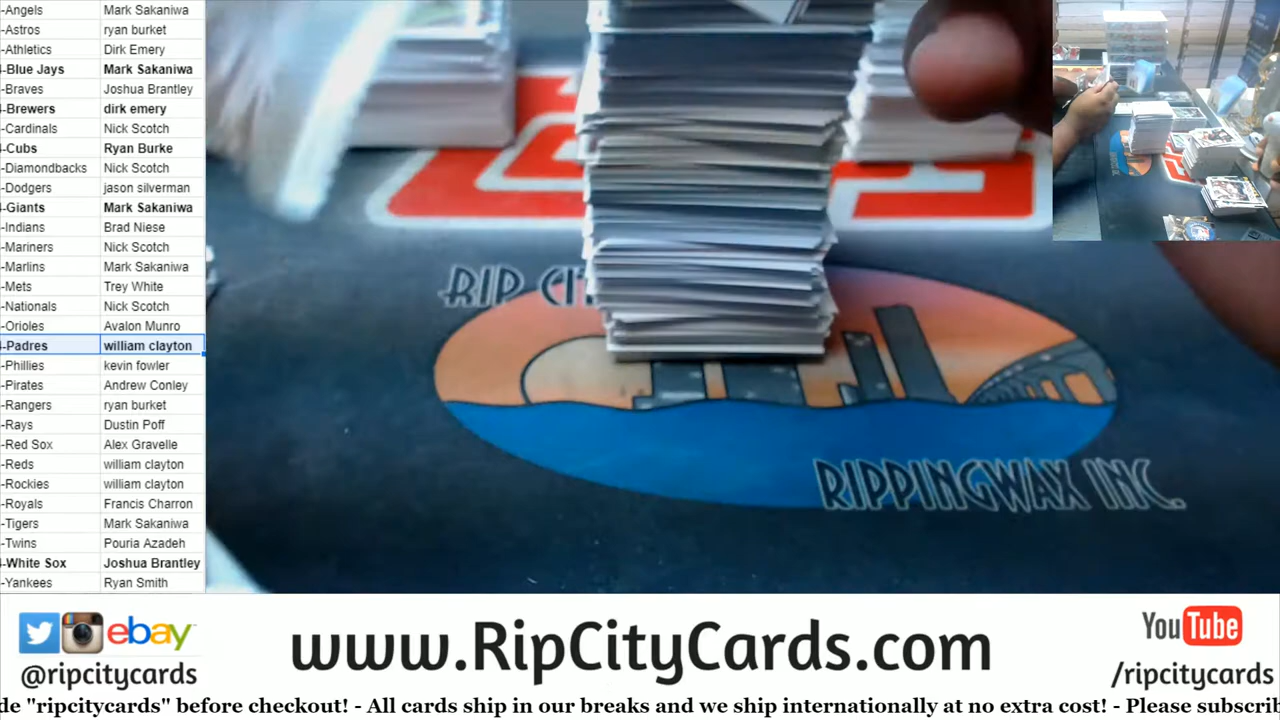 -Angels Mark Sakaniwa
-Astros ryan burket
-Athletics Dirk Emery
-Blue Jays Mark Sakaniwa
-Braves Joshua Brantley
-Brewers dirk emery
-Cardinals Nick Scotch
-Cubs Ryan Burke
-Diamondbacks Nick Scotch
-Dodgers jason silverman
-Giants Mark Sakaniwa
-Indians Brad Niese
-Mariners Nick Scotch
-Marlins Mark Sakaniwa
-Mets Trey White
-Nationals Nick Scotch
-Orioles Avalon Munro
-Padres william clayton
-Phillies kevin fowler
-Pirates Andrew Conley
-Rangers ryan burket
-Rays Dustin Poff
-Red Sox Alex Gravelle
-Reds william clayton
-Rockies william clayton
-Royals Francis Charron
-Tigers Mark Sakaniwa
-Twins Pouria Azadeh
-White Sox Joshua Brantley
-Yankees Ryan Smith
RIP CI
RIPPINGWAX INC.
ebay
@ripcitycards
www.RipCityCards.com
YouTube
/ripcitycards
de "ripcitycards" before checkout! - All cards ship in our breaks and we ship internationally at no extra cost! - Please subscrib